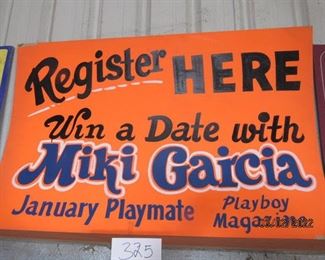 Register HERE
Win a Date with
Miki Garcia
January Playmate Playboy
Magazine
325